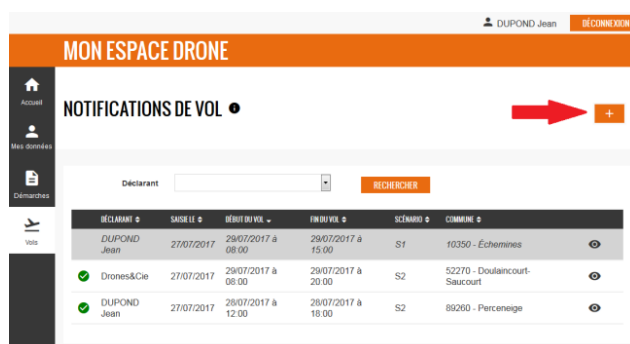 DUPOND Jean DÉCONNEXION
MON ESPACE DRONE
Accueil
NOTIFICATIONS DE VOL
+
Mes données
Démarches
Vols
Déclarant RECHERCHER
DÉCLARANT SAISIE LE DÉBUT DU VOL FIN DU VOL SCÉNARIO COMMUNE
DUPOND Jean 27/07/2017 29/07/2017 à 08:00 29/07/2017 à 15:00 S1 10350 - Échemines
Drones&Cie 27/07/2017 29/07/2017 à 08:00 29/07/2017 à 20:00 S2 52270 - Doulaincourt-Saucourt
DUPOND Jean 27/07/2017 28/07/2017 à 12:00 28/07/2017 à 18:00 S2 89260 - Perceneige